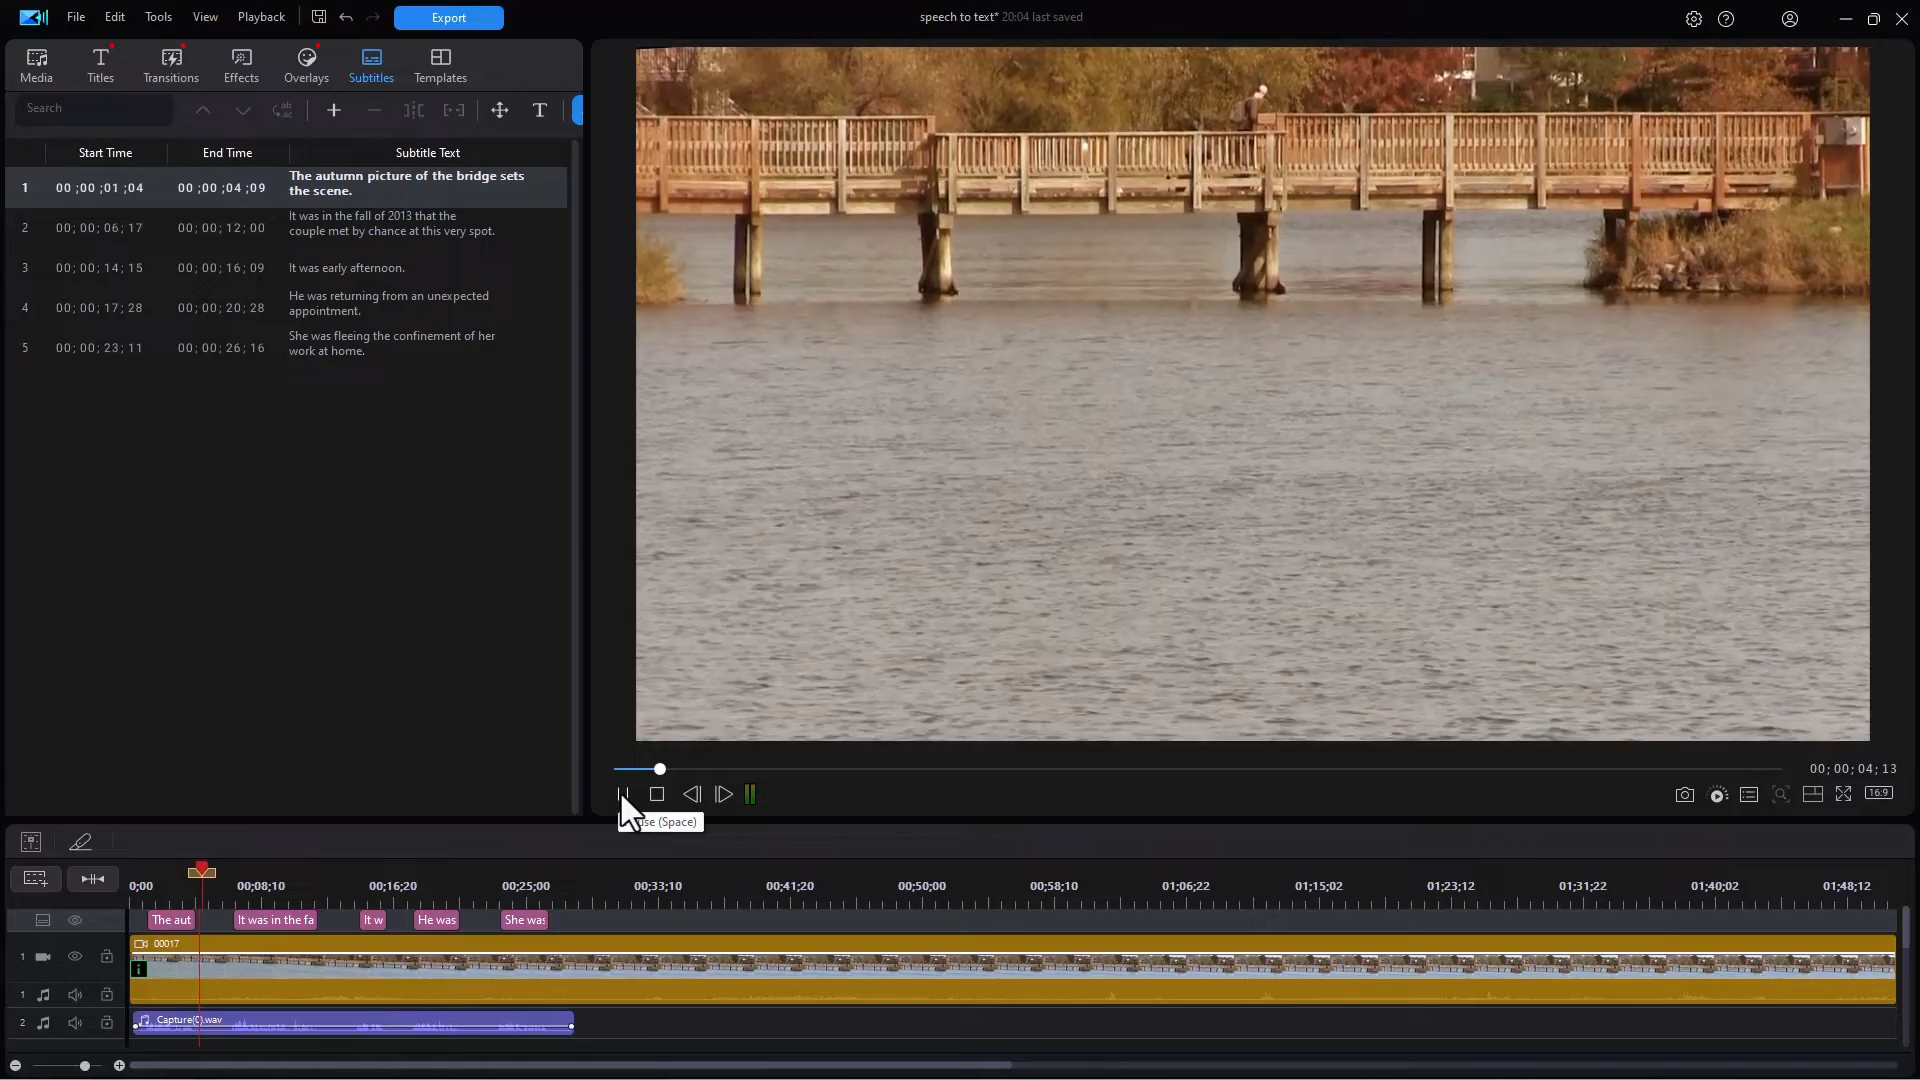 File Edit Tools View Playback Export speech to text* 20:04 last saved
Media Titles Transitions Effects Overlays Subtitles Templates
Search
Start Time End Time Subtitle Text
1 00 ;00 ;01 ;04 00 ;00 ;04 ;09 The autumn picture of the bridge sets
the scene.
2 00; 00; 06; 17 00; 00; 12; 00 It was in the fall of 2013 that the
couple met by chance at this very spot.
3 00; 00; 14; 15 00; 00; 16; 09 It was early afternoon.
4 00; 00; 17; 28 00; 00; 20; 28 He was returning from an unexpected
appointment.
5 00; 00; 23; 11 00; 00; 26; 16 She was fleeing the confinement of her
work at home.
00; 00; 04; 13
16:9
se (Space)
0;00 00;08;10 00;16;20 00;25;00 00;33;10 00;41;20 00;50;00 00;58;10 01;06;22 01;15;02 01;23;12 01;31;22 01;40;02 01;48;12
The aut It was in the fa It w He was She was
00017
1
1
2 Capture(0).wav